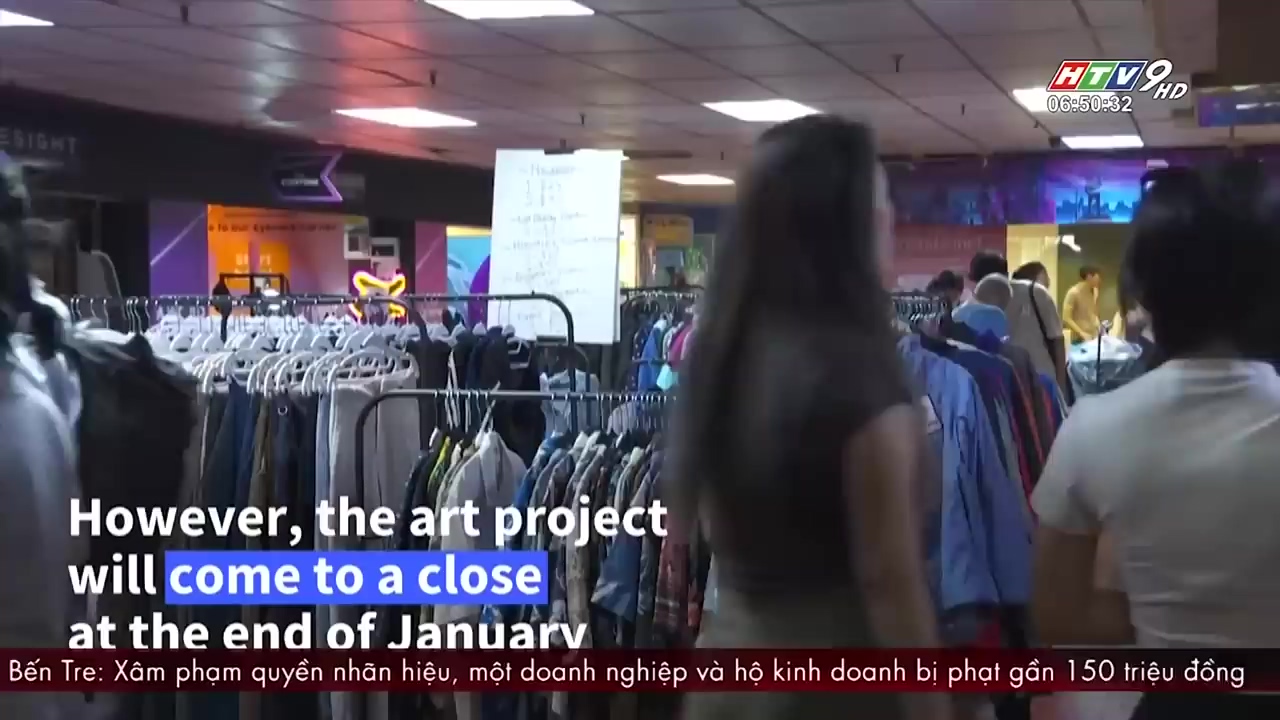 HTV9 HD
06:50:32
ESIGHT
However, the art project
will come to a close
at the end of January
Bến Tre: Xâm phạm quyền nhãn hiệu, một doanh nghiệp và hộ kinh doanh bị phạt gần 150 triệu đồng